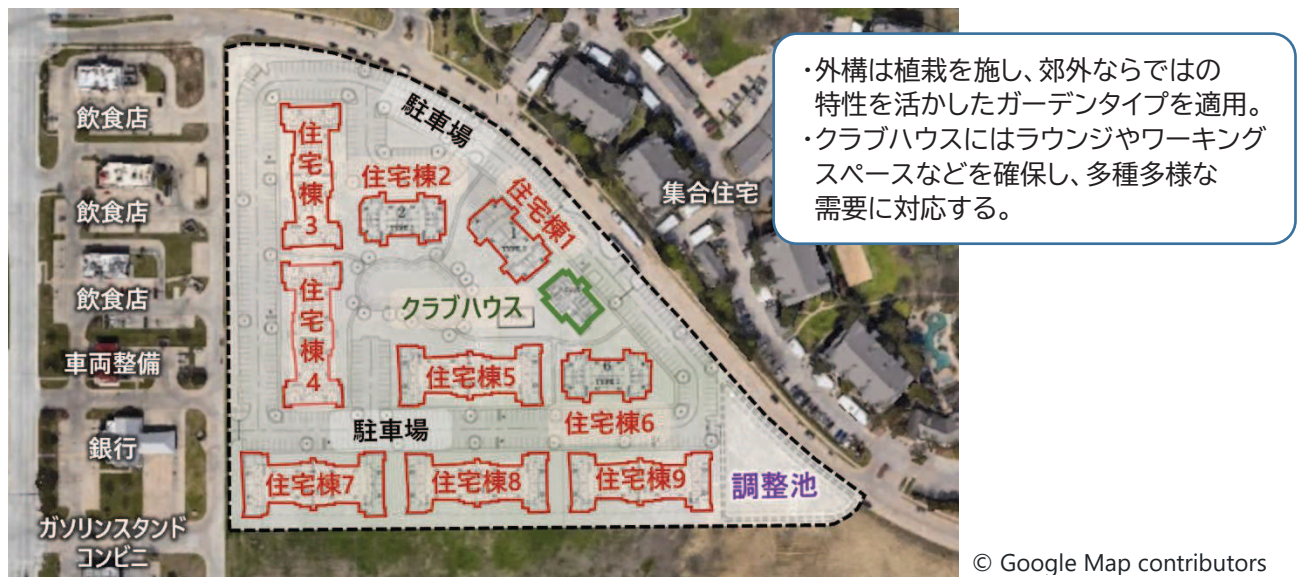 ・外構は植栽を施し、郊外ならではの
特性を活かしたガーデンタイプを適用。
・クラブハウスにはラウンジやワーキング
スペースなどを確保し、多種多様な
需要に対応する。
飲食店
飲食店
飲食店
車両整備
銀行
ガソリンスタンド
コンビニ
駐車場
住宅棟3
住宅棟2
住宅棟1
集合住宅
2
1
クラブハウス
住宅棟4
住宅棟5
6
住宅棟6
駐車場
住宅棟7
住宅棟8
住宅棟9
調整池
© Google Map contributors